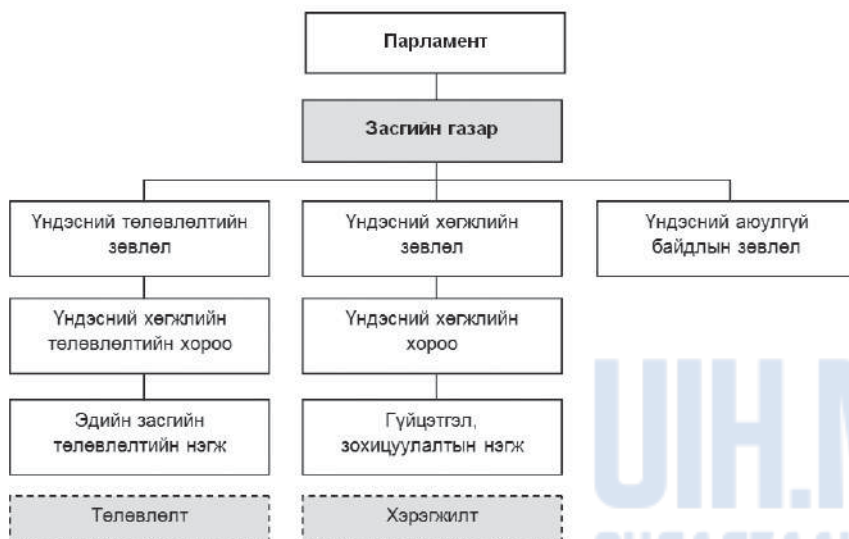 Парламент
Засгийн газар
Үндэсний төлөвлөлтийн
зөвлөл
Үндэсний хөгжлийн
зөвлөл
Үндэсний аюулгүй
байдлын зөвлөл
Үндэсний хөгжлийн
төлөвлөлтийн хороо
Үндэсний хөгжлийн
хороо
Эдийн засгийн
төлөвлөлтийн нэгж
Гүйцэтгэл,
зохицуулалтын нэгж
Төлөвлөлт
Хэрэгжилт
UIH.M